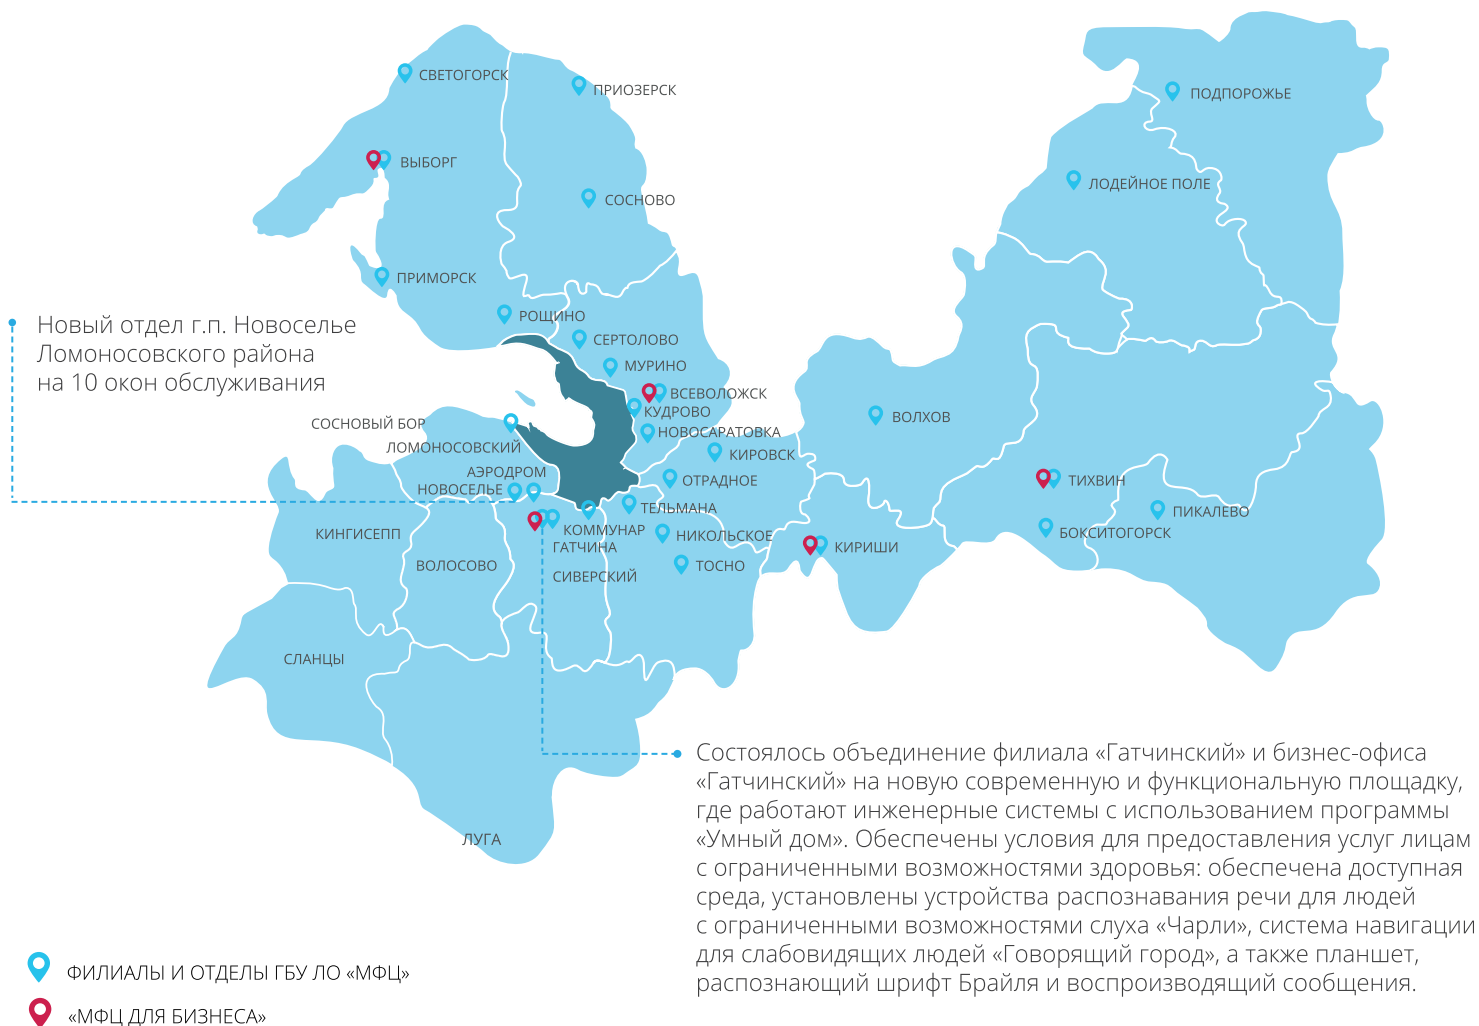 СВЕТОГОРСК
ПРИОЗЕРСК
ПОДПОРОЖЬЕ
ВЫБОРГ
ЛОДЕЙНОЕ ПОЛЕ
СОСНОВО
ПРИМОРСК
РОЩИНО
Новый отдел г.п. Новоселье
Ломоносовского района
на 10 окон обслуживания
СЕРТОЛОВО
МУРИНО
ВСЕВОЛОЖСК
КУДРОВО
ВОЛХОВ
СОСНОВЫЙ БОР
НОВОСАРАТОВКА
ЛОМОНОСОВСКИЙ
КИРОВСК
АЭРОДРОМ
ОТРАДНОЕ
ТИХВИН
НОВОСЕЛЬЕ
ТЕЛЬМАНА
ПИКАЛЕВО
КИНГИСЕПП
КОММУНАР
НИКОЛЬСКОЕ
БОКСИТОГОРСК
ГАТЧИНА
КИРИШИ
ВОЛОСОВО
ТОСНО
СИВЕРСКИЙ
СЛАНЦЫ
ЛУГА
Состоялось объединение филиала «Гатчинский» и бизнес-офиса
«Гатчинский» на новую современную и функциональную площадку,
где работают инженерные системы с использованием программы
«Умный дом». Обеспечены условия для предоставления услуг лицам
с ограниченными возможностями здоровья: обеспечена доступная
среда, установлены устройства распознавания речи для людей
с ограниченными возможностями слуха «Чарли», система навигации
для слабовидящих людей «Говорящий город», а также планшет,
распознающий шрифт Брайля и воспроизводящий сообщения.
ФИЛИАЛЫ И ОТДЕЛЫ ГБУ ЛО «МФЦ»
«МФЦ ДЛЯ БИЗНЕСА»